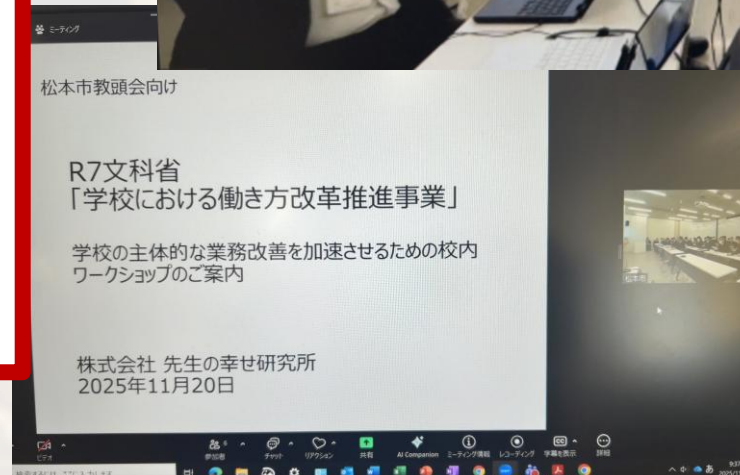 ミーティング
松本市教頭会向け
R7文科省
「学校における働き方改革推進事業」
学校の主体的な業務改善を加速させるための校内
ワークショップのご案内
株式会社 先生の幸せ研究所
2025年11月20日
ビデオ
参加者 6
チャット
リアクション
共有
AI Companion
ミーティング情報
レコーディング
字幕を表示
詳細